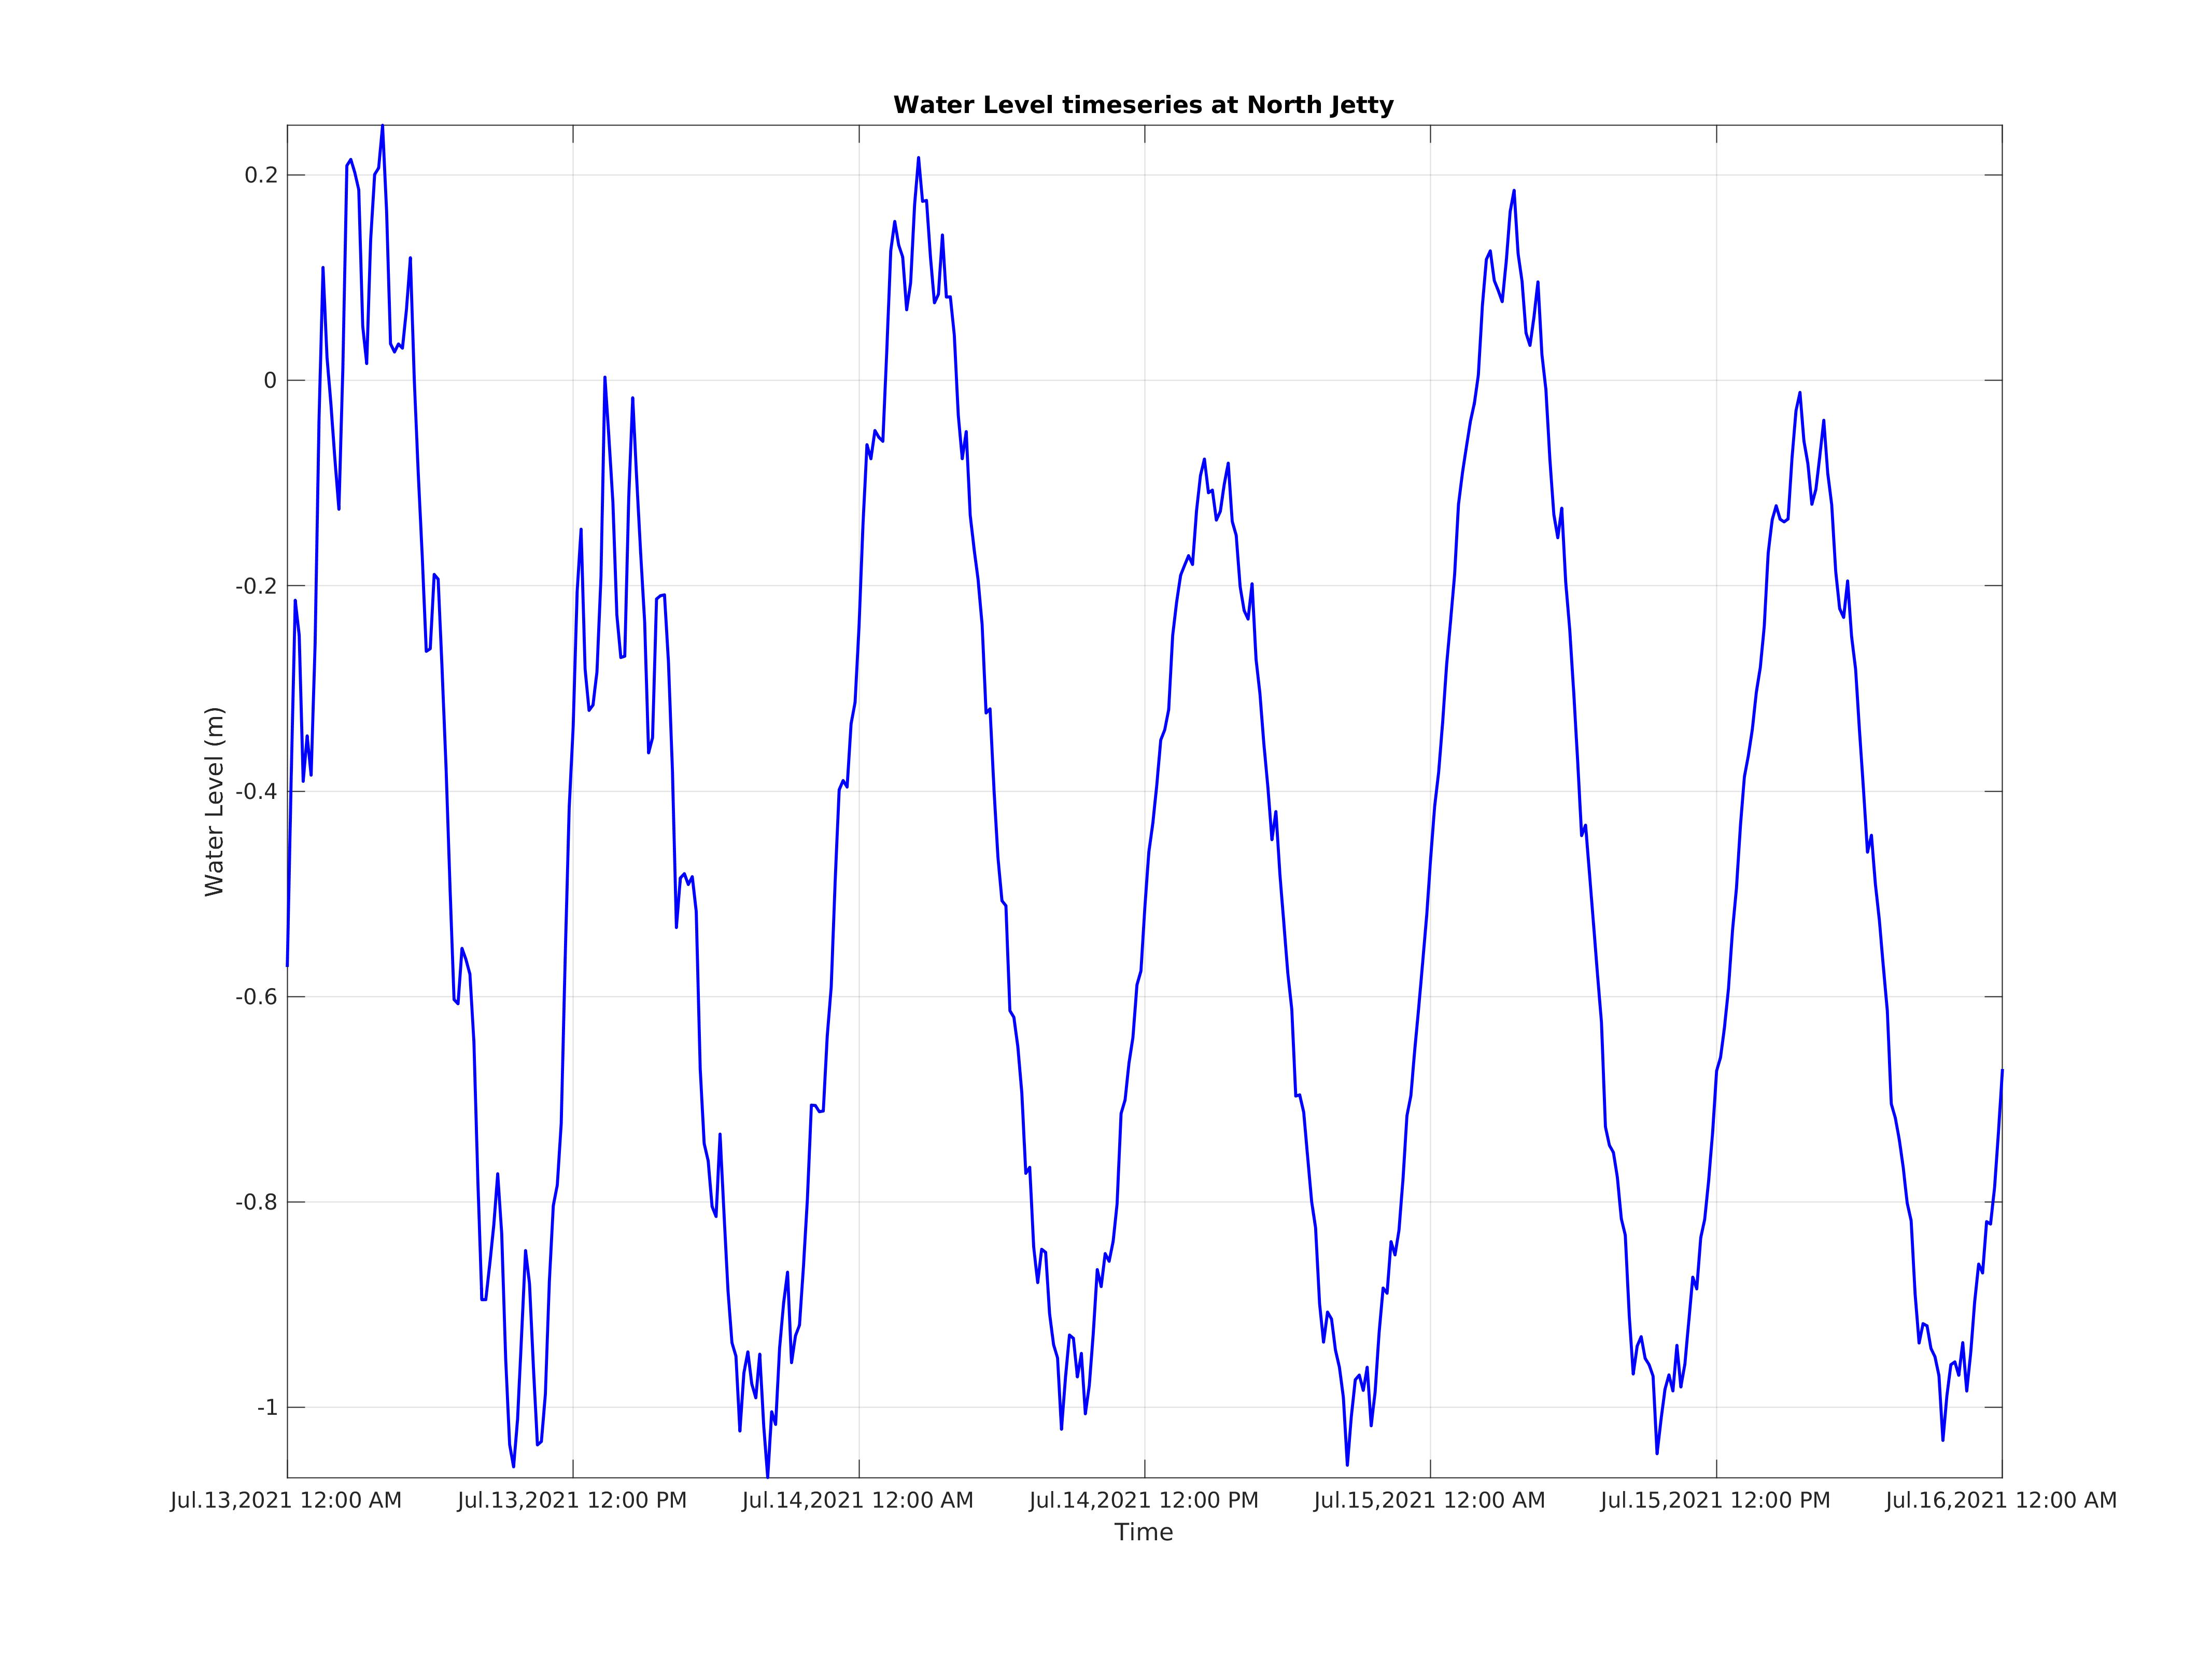 Water Level timeseries at North Jetty
0.2
0
-0.2
-0.4
-0.6
-0.8
-1
Water Level (m)
Jul.13,2021 12:00 AM
Jul.13,2021 12:00 PM
Jul.14,2021 12:00 AM
Jul.14,2021 12:00 PM
Jul.15,2021 12:00 AM
Jul.15,2021 12:00 PM
Jul.16,2021 12:00 AM
Time